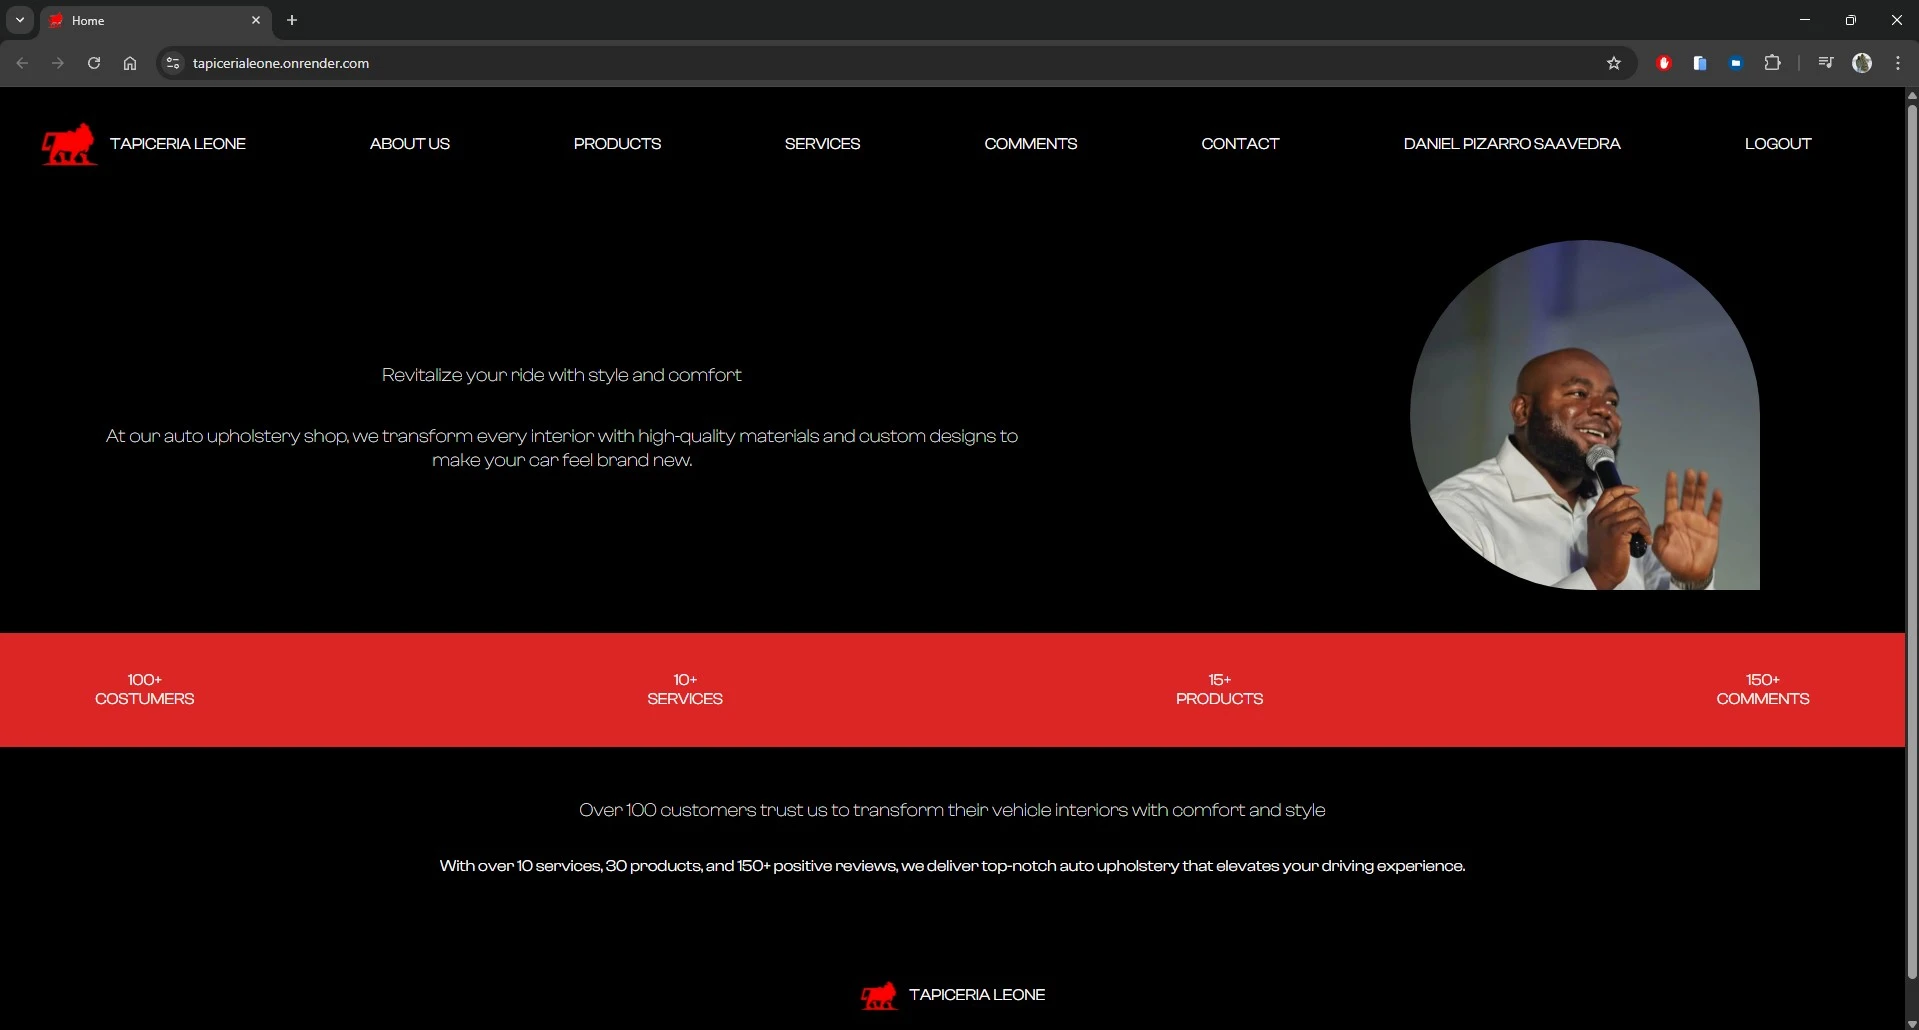 Home
tapicerialeone.onrender.com
TAPICERIA LEONE
ABOUT US
PRODUCTS
SERVICES
COMMENTS
CONTACT
DANIEL PIZARRO SAAVEDRA
LOGOUT
Revitalize your ride with style and comfort
At our auto upholstery shop, we transform every interior with high-quality materials and custom designs to
make your car feel brand new.
100+
COSTUMERS
10+
SERVICES
15+
PRODUCTS
150+
COMMENTS
Over 100 customers trust us to transform their vehicle interiors with comfort and style
With over 10 services, 30 products, and 150+ positive reviews, we deliver top-notch auto upholstery that elevates your driving experience.
TAPICERIA LEONE